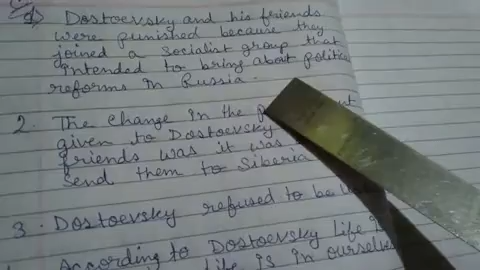 d) Dostoevsky and his friends
were punished because they
joined a socialist group that
intended to bring about
reforms in Russia.
2. The change in the
given to Dostoevsky
friends was it was
send them to Siberia
3. Dostoevsky refused to be
According to Dostoevsky Life
life is in ourselves